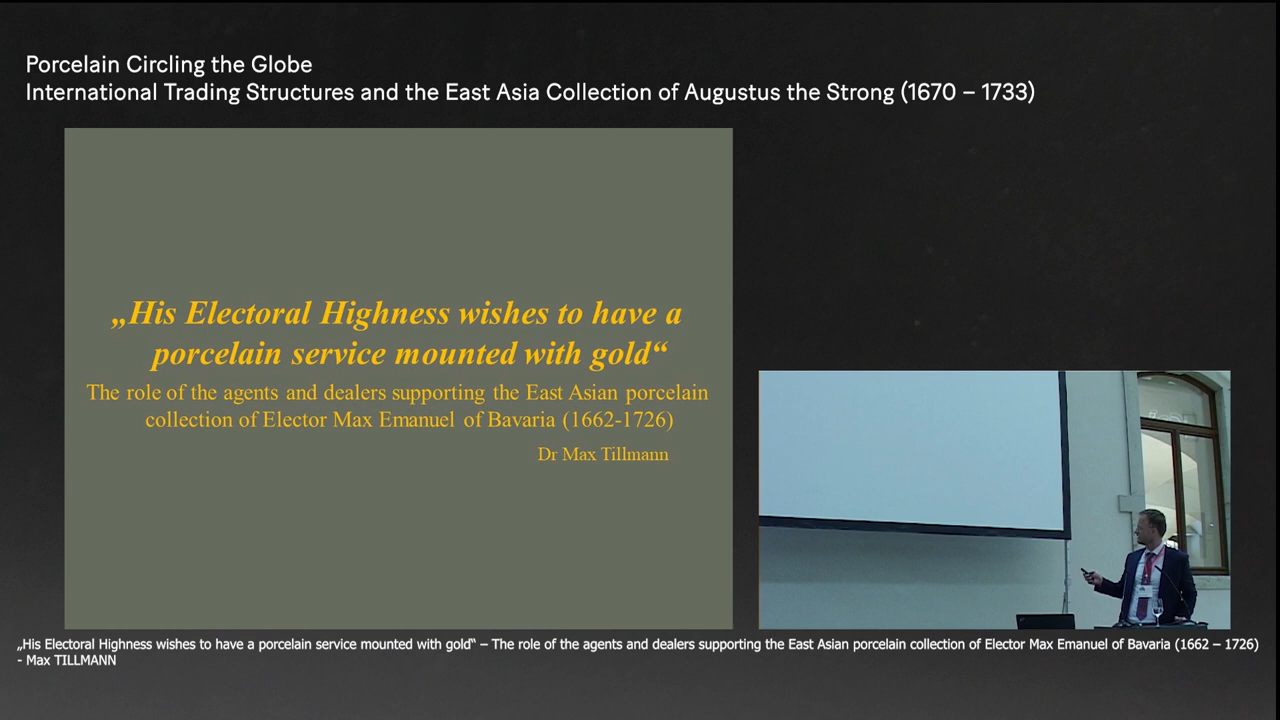 Porcelain Circling the Globe
International Trading Structures and the East Asia Collection of Augustus the Strong (1670 – 1733)
„His Electoral Highness wishes to have a
porcelain service mounted with gold“
The role of the agents and dealers supporting the East Asian porcelain
collection of Elector Max Emanuel of Bavaria (1662-1726)
Dr Max Tillmann
„His Electoral Highness wishes to have a porcelain service mounted with gold“ – The role of the agents and dealers supporting the East Asian porcelain collection of Elector Max Emanuel of Bavaria (1662 – 1726)
- Max TILLMANN